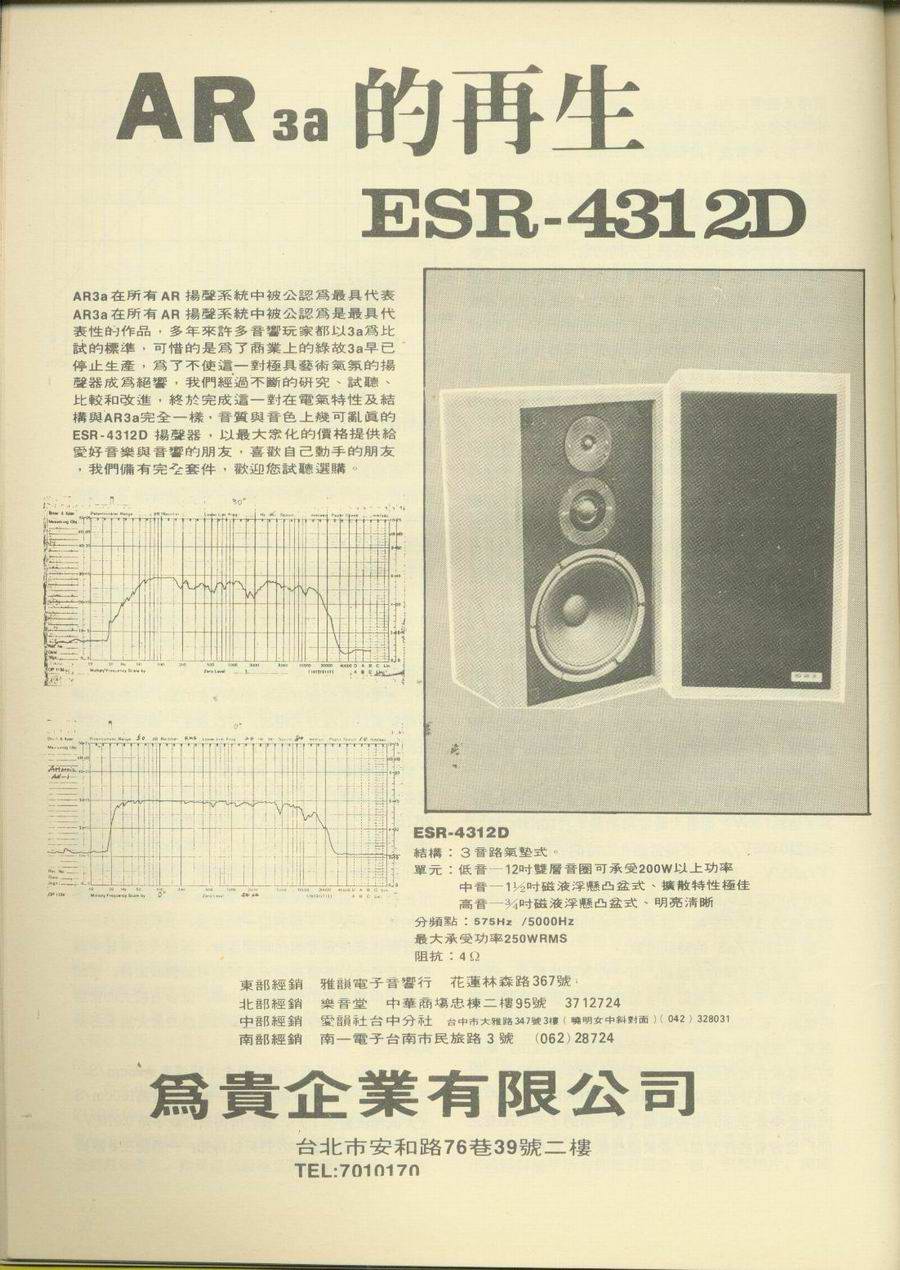 AR 3a 的再生
ESR-4312D
AR3a在所有AR 揚聲系統中被公認爲最具代表
AR3a在所有AR 揚聲系統中被公認爲是最具代
表性的作品，多年來許多音響玩家都以3a爲比
試的標準，可惜的是爲了商業上的緣故3a早已
停止生產，爲了不使這一對極具藝術氣氛的揚
聲器成爲絕響，我們經過不斷的研究、試聽、
比較和改進，終於完成這一對在電氣特性及結
構與AR3a完全一樣，音質與音色上幾可亂眞的
ESR-4312D 揚聲器，以最大衆化的價格提供給
愛好音樂與音響的朋友，喜歡自己動手的朋友
，我們備有完全套件，歡迎您試聽選購。
30°
0°
ESR-4312D
結構：3音路氣墊式。
單元：低音—12吋雙層音圈可承受200W以上功率
中音—1½吋磁液浮懸凸盆式、擴散特性極佳
高音—¾吋磁液浮懸凸盆式、明亮清晰
分頻點：575Hz /5000Hz
最大承受功率250WRMS
阻抗：4Ω
東部經銷 雅韻電子音響行 花蓮林森路367號
北部經銷 樂音堂 中華商場忠棟二樓95號 3712724
中部經銷 愛韻社台中分社 台中市大雅路347號3樓(曉明女中斜對面)(042)328031
南部經銷 南一電子台南市民族路3號 (062)28724
爲貴企業有限公司
台北市安和路76巷39號二樓
TEL:7010170